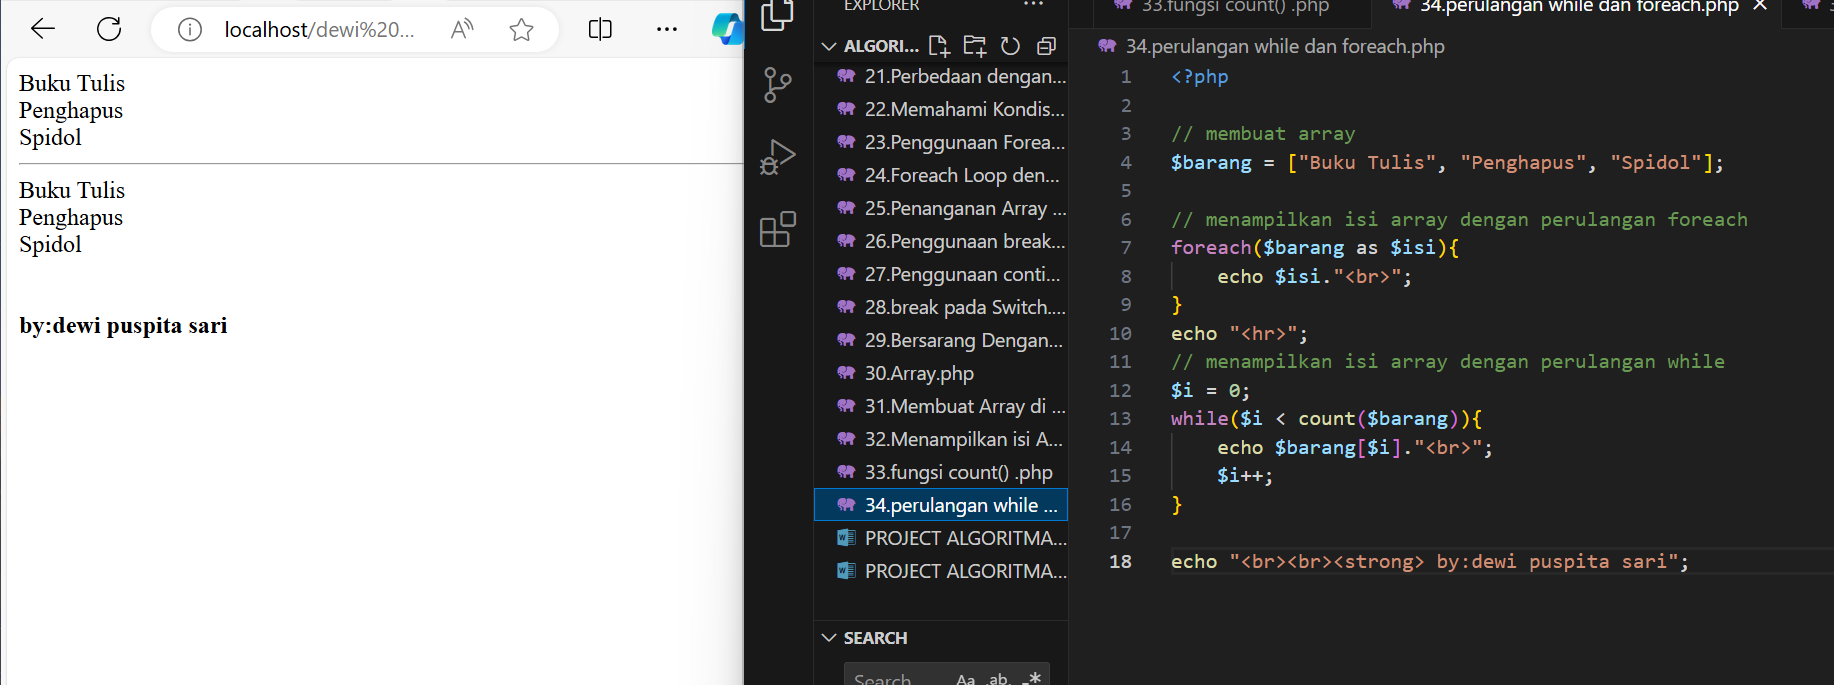 localhost/dewi%20...
Buku Tulis
Penghapus
Spidol
Buku Tulis
Penghapus
Spidol
by:dewi puspita sari
EXPLORER
ALGORI...
21.Perbedaan dengan...
22.Memahami Kondis...
23.Penggunaan Forea...
24.Foreach Loop den...
25.Penanganan Array ...
26.Penggunaan break...
27.Penggunaan conti...
28.break pada Switch....
29.Bersarang Dengan...
30.Array.php
31.Membuat Array di ...
32.Menampilkan isi A...
33.fungsi count() .php
34.perulangan while ...
PROJECT ALGORITMA...
PROJECT ALGORITMA...
SEARCH
Search Aa ab
33.fungsi count() .php
34.perulangan while dan foreach.php
34.perulangan while dan foreach.php
1 <?php
2
3 // membuat array
4 $barang = ["Buku Tulis", "Penghapus", "Spidol"];
5
6 // menampilkan isi array dengan perulangan foreach
7 foreach($barang as $isi){
8 echo $isi."<br>";
9 }
10 echo "<hr>";
11 // menampilkan isi array dengan perulangan while
12 $i = 0;
13 while($i < count($barang)){
14 echo $barang[$i]."<br>";
15 $i++;
16 }
17
18 echo "<br><br><strong> by:dewi puspita sari";